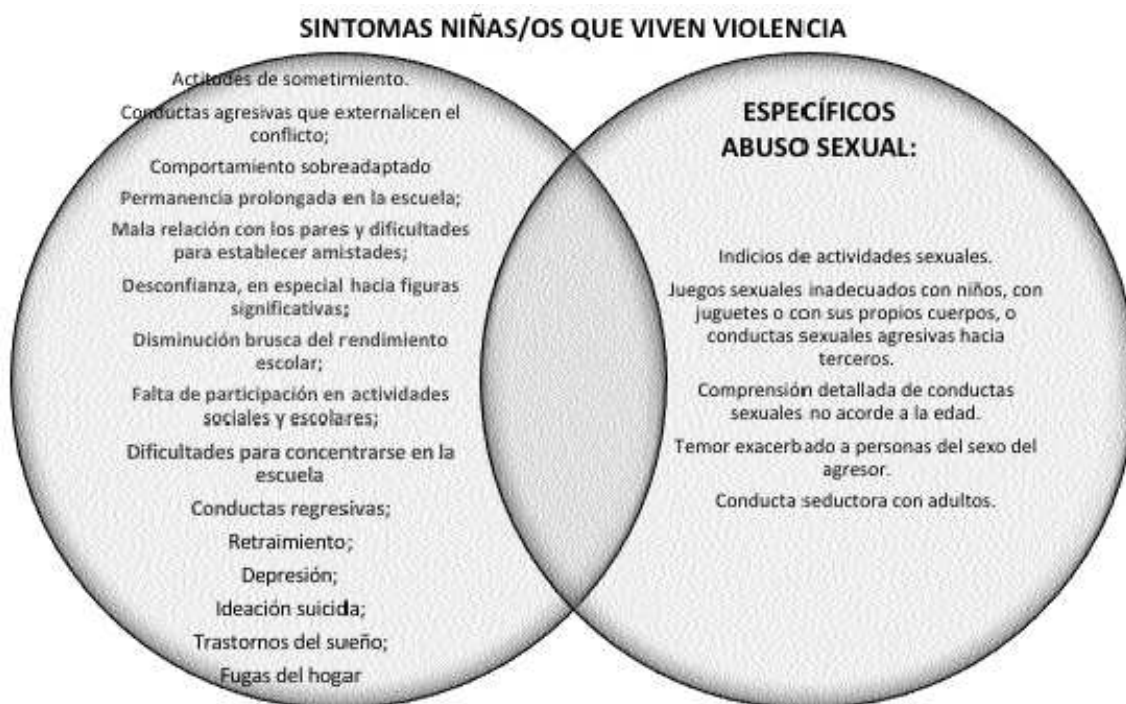 SINTOMAS NIÑAS/OS QUE VIVEN VIOLENCIA
Actitudes de sometimiento.
Conductas agresivas que externalicen el
conflicto;
Comportamiento sobreadaptado
Permanencia prolongada en la escuela;
Mala relación con los pares y dificultades
para establecer amistades;
Desconfianza, en especial hacia figuras
significativas;
Disminución brusca del rendimiento
escolar;
Falta de participación en actividades
sociales y escolares;
Dificultades para concentrarse en la
escuela
Conductas regresivas;
Retraimiento;
Depresión;
Ideación suicida;
Trastornos del sueño;
Fugas del hogar
ESPECÍFICOS
ABUSO SEXUAL:
Indicios de actividades sexuales.
Juegos sexuales inadecuados con niños, con
juguetes o con sus propios cuerpos, o
conductas sexuales agresivas hacia
terceros.
Comprensión detallada de conductas
sexuales no acorde a la edad.
Temor exacerbado a personas del sexo del
agresor.
Conducta seductora con adultos.